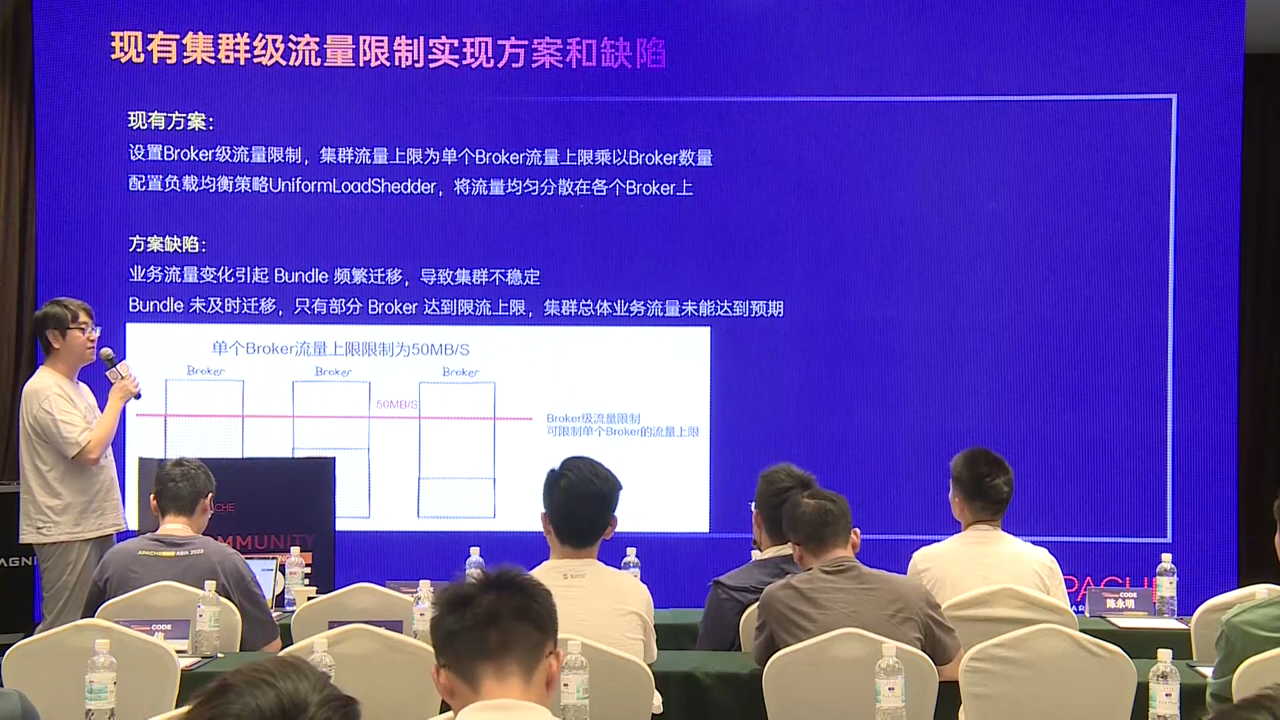 现有集群级流量限制实现方案和缺陷
现有方案：
设置Broker级流量限制，集群流量上限为单个Broker流量上限乘以Broker数量
配置负载均衡策略UniformLoadShedder，将流量均匀分散在各个Broker上
方案缺陷：
业务流量变化引起 Bundle 频繁迁移，导致集群不稳定
Bundle 未及时迁移，只有部分 Broker 达到限流上限，集群总体业务流量未能达到预期
单个Broker流量上限限制为50MB/S
Broker
Broker
Broker
50MB/S
Broker级流量限制
可限制单个Broker的流量上限
MMUNITY
ASIA 2023
CODE
陈永明
CODE